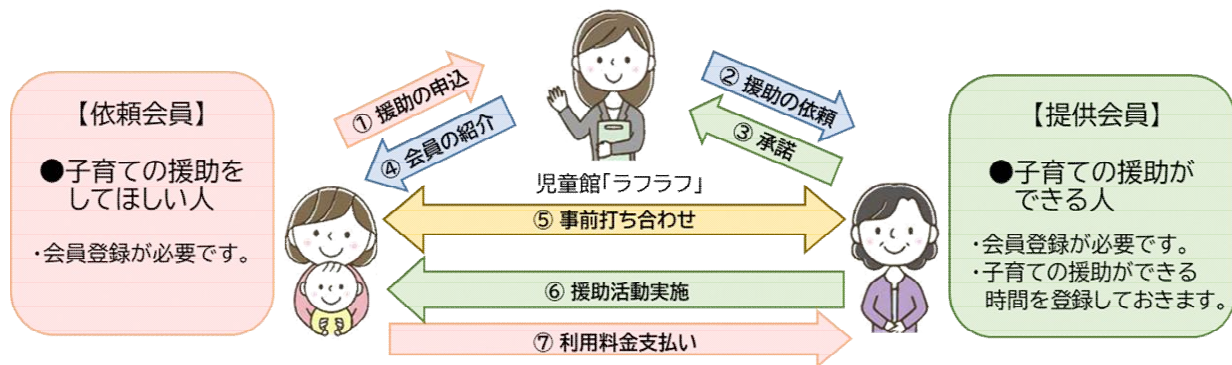 【依頼会員】
●子育ての援助を
してほしい人
・会員登録が必要です。
① 援助の申込
④ 会員の紹介
② 援助の依頼
③ 承諾
児童館「ラフラフ」
⑤ 事前打ち合わせ
⑥ 援助活動実施
⑦ 利用料金支払い
【提供会員】
●子育ての援助が
できる人
・会員登録が必要です。
・子育ての援助ができる
時間を登録しておきます。